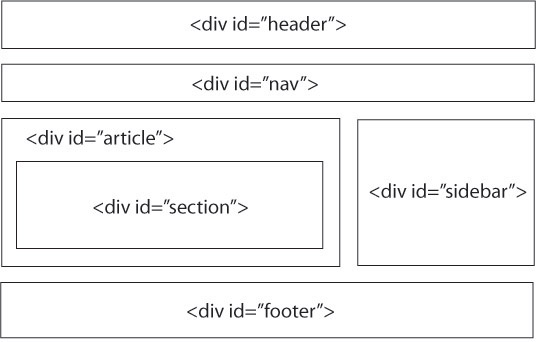 <div id=”header”>
<div id=”nav”>
<div id=”article”>
<div id=”section”>
<div id=”sidebar”>
<div id=”footer”>